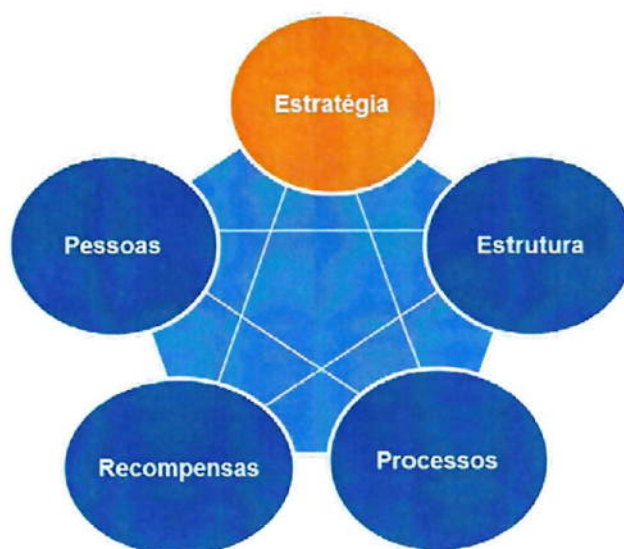 Estratégia
Pessoas
Estrutura
Recompensas
Processos